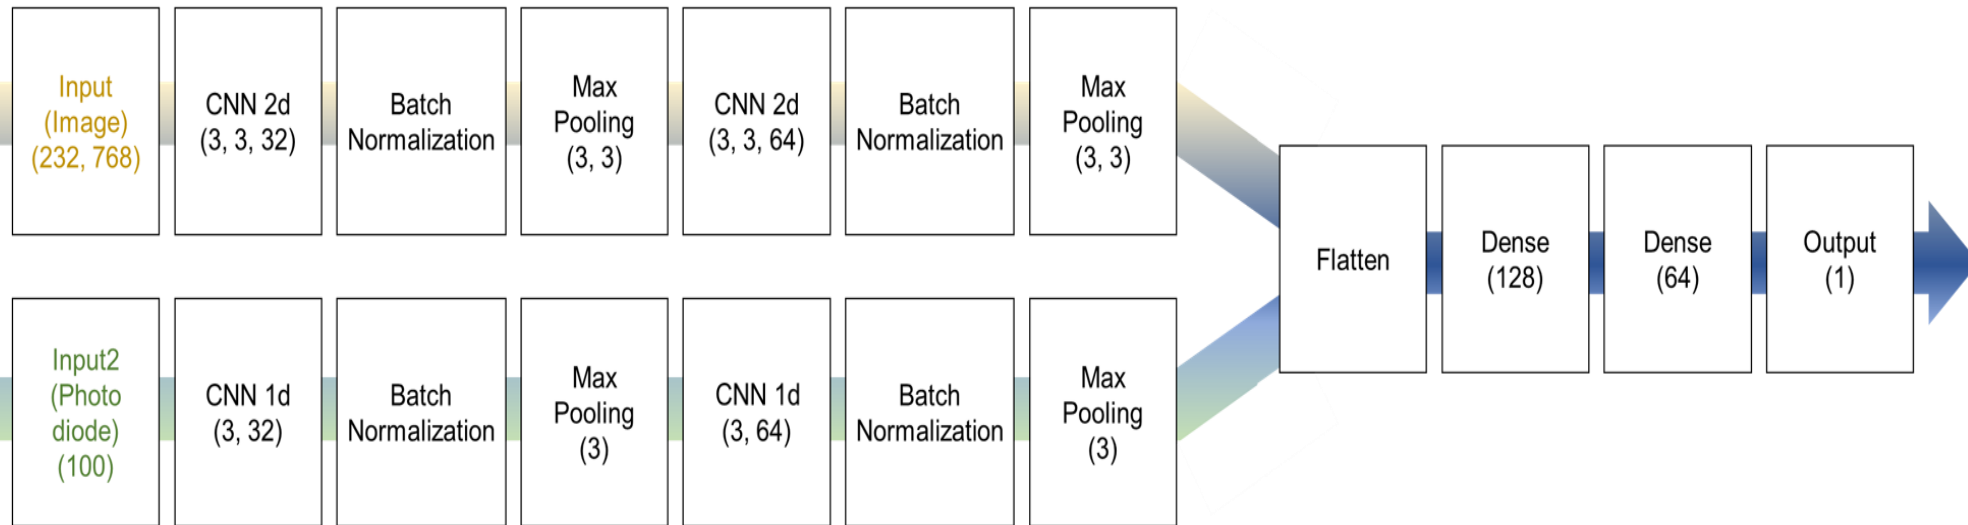 Input
(Image)
(232, 768)
CNN 2d
(3, 3, 32)
Batch
Normalization
Max
Pooling
(3, 3)
CNN 2d
(3, 3, 64)
Batch
Normalization
Max
Pooling
(3, 3)
Input2
(Photo
diode)
(100)
CNN 1d
(3, 32)
Batch
Normalization
Max
Pooling
(3)
CNN 1d
(3, 64)
Batch
Normalization
Max
Pooling
(3)
Flatten
Dense
(128)
Dense
(64)
Output
(1)